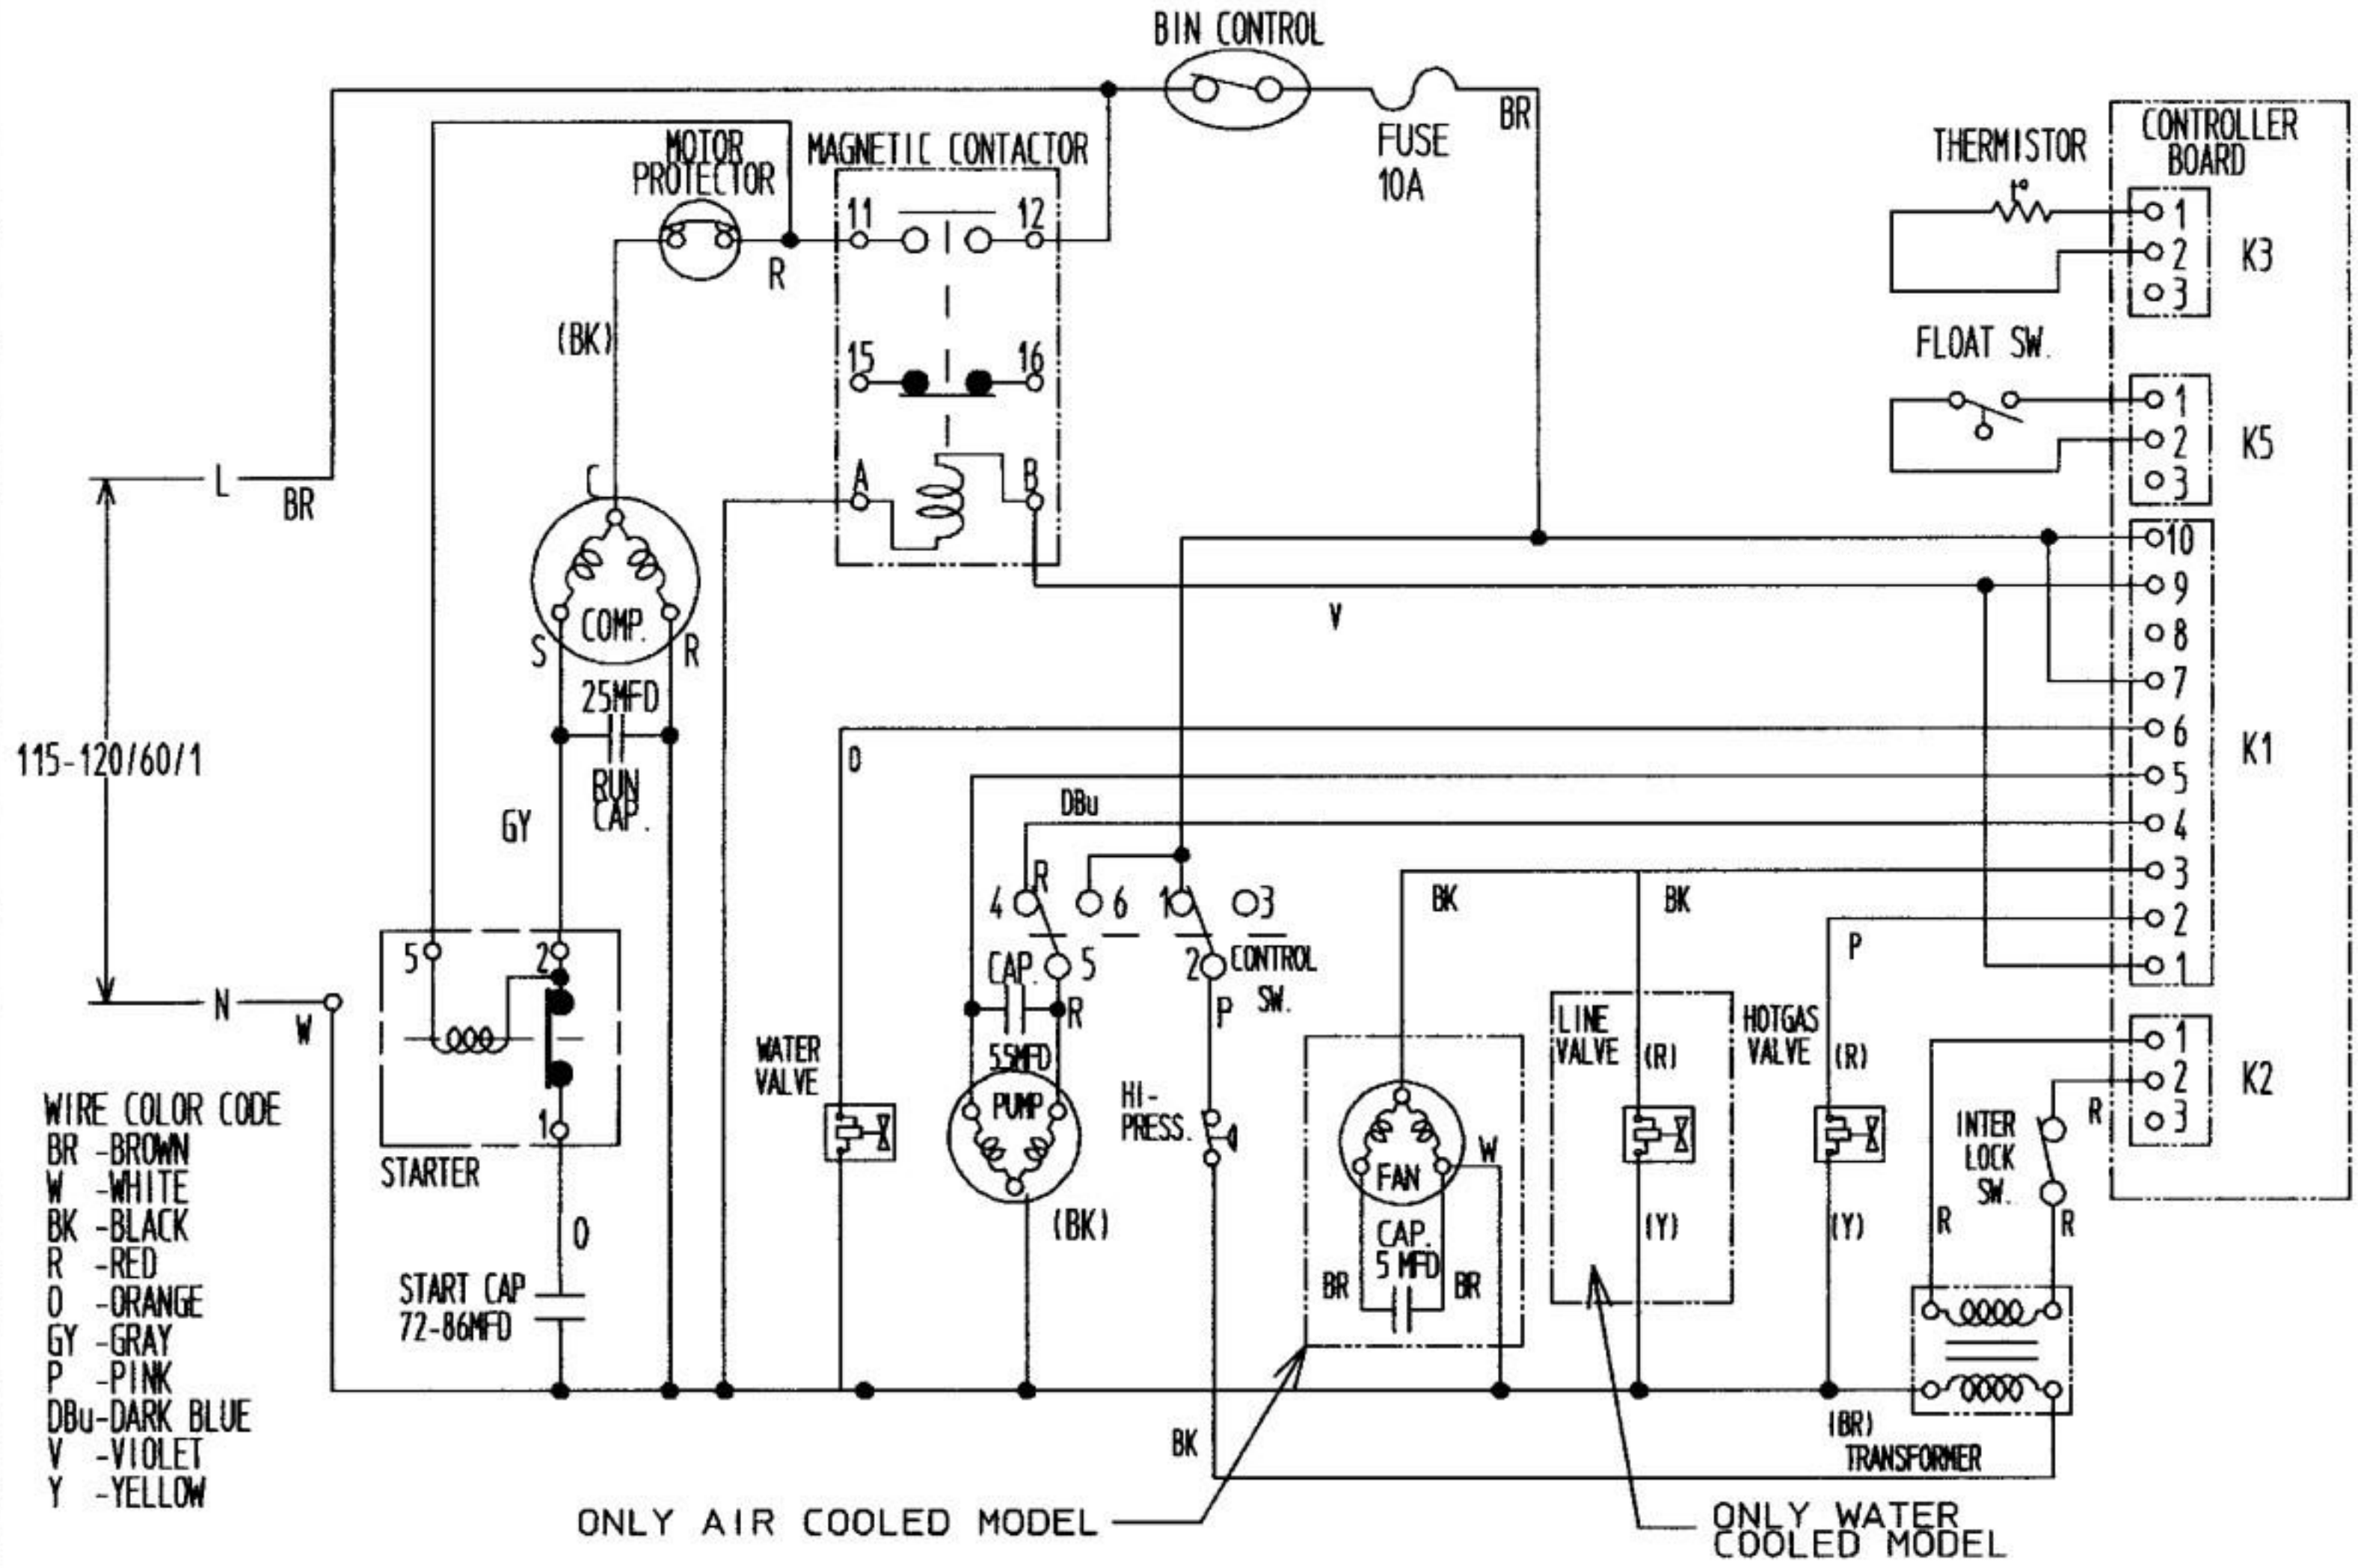 BIN CONTROL
FUSE
10A
BR
MOTOR
PROTECTOR
MAGNETIC CONTACTOR
11
12
R
15
16
A
B
(BK)
THERMISTOR
t°
CONTROLLER
BOARD
1
2
3
K3
FLOAT SW.
1
2
3
K5
10
9
8
7
6
5
4
3
2
1
K1
1
2
3
K2
L
BR
115-120/60/1
N
W
C
COMP.
S
R
25MFD
RUN
CAP.
GY
5
2
1
STARTER
O
START CAP
72-86MFD
V
O
DBu
R
4
6
1
3
5
2
CONTROL
SW.
CAP.
R
P
55MFD
PUMP
(BK)
WATER
VALVE
HI-
PRESS.
BK
BK
BK
FAN
W
CAP.
5 MFD
BR
BR
LINE
VALVE
(R)
(Y)
P
HOTGAS
VALVE
(R)
(Y)
INTER
LOCK
SW.
R
R
R
(BR)
TRANSFORMER
WIRE COLOR CODE
BR -BROWN
W -WHITE
BK -BLACK
R -RED
O -ORANGE
GY -GRAY
P -PINK
DBu-DARK BLUE
V -VIOLET
Y -YELLOW
ONLY AIR COOLED MODEL
ONLY WATER
COOLED MODEL